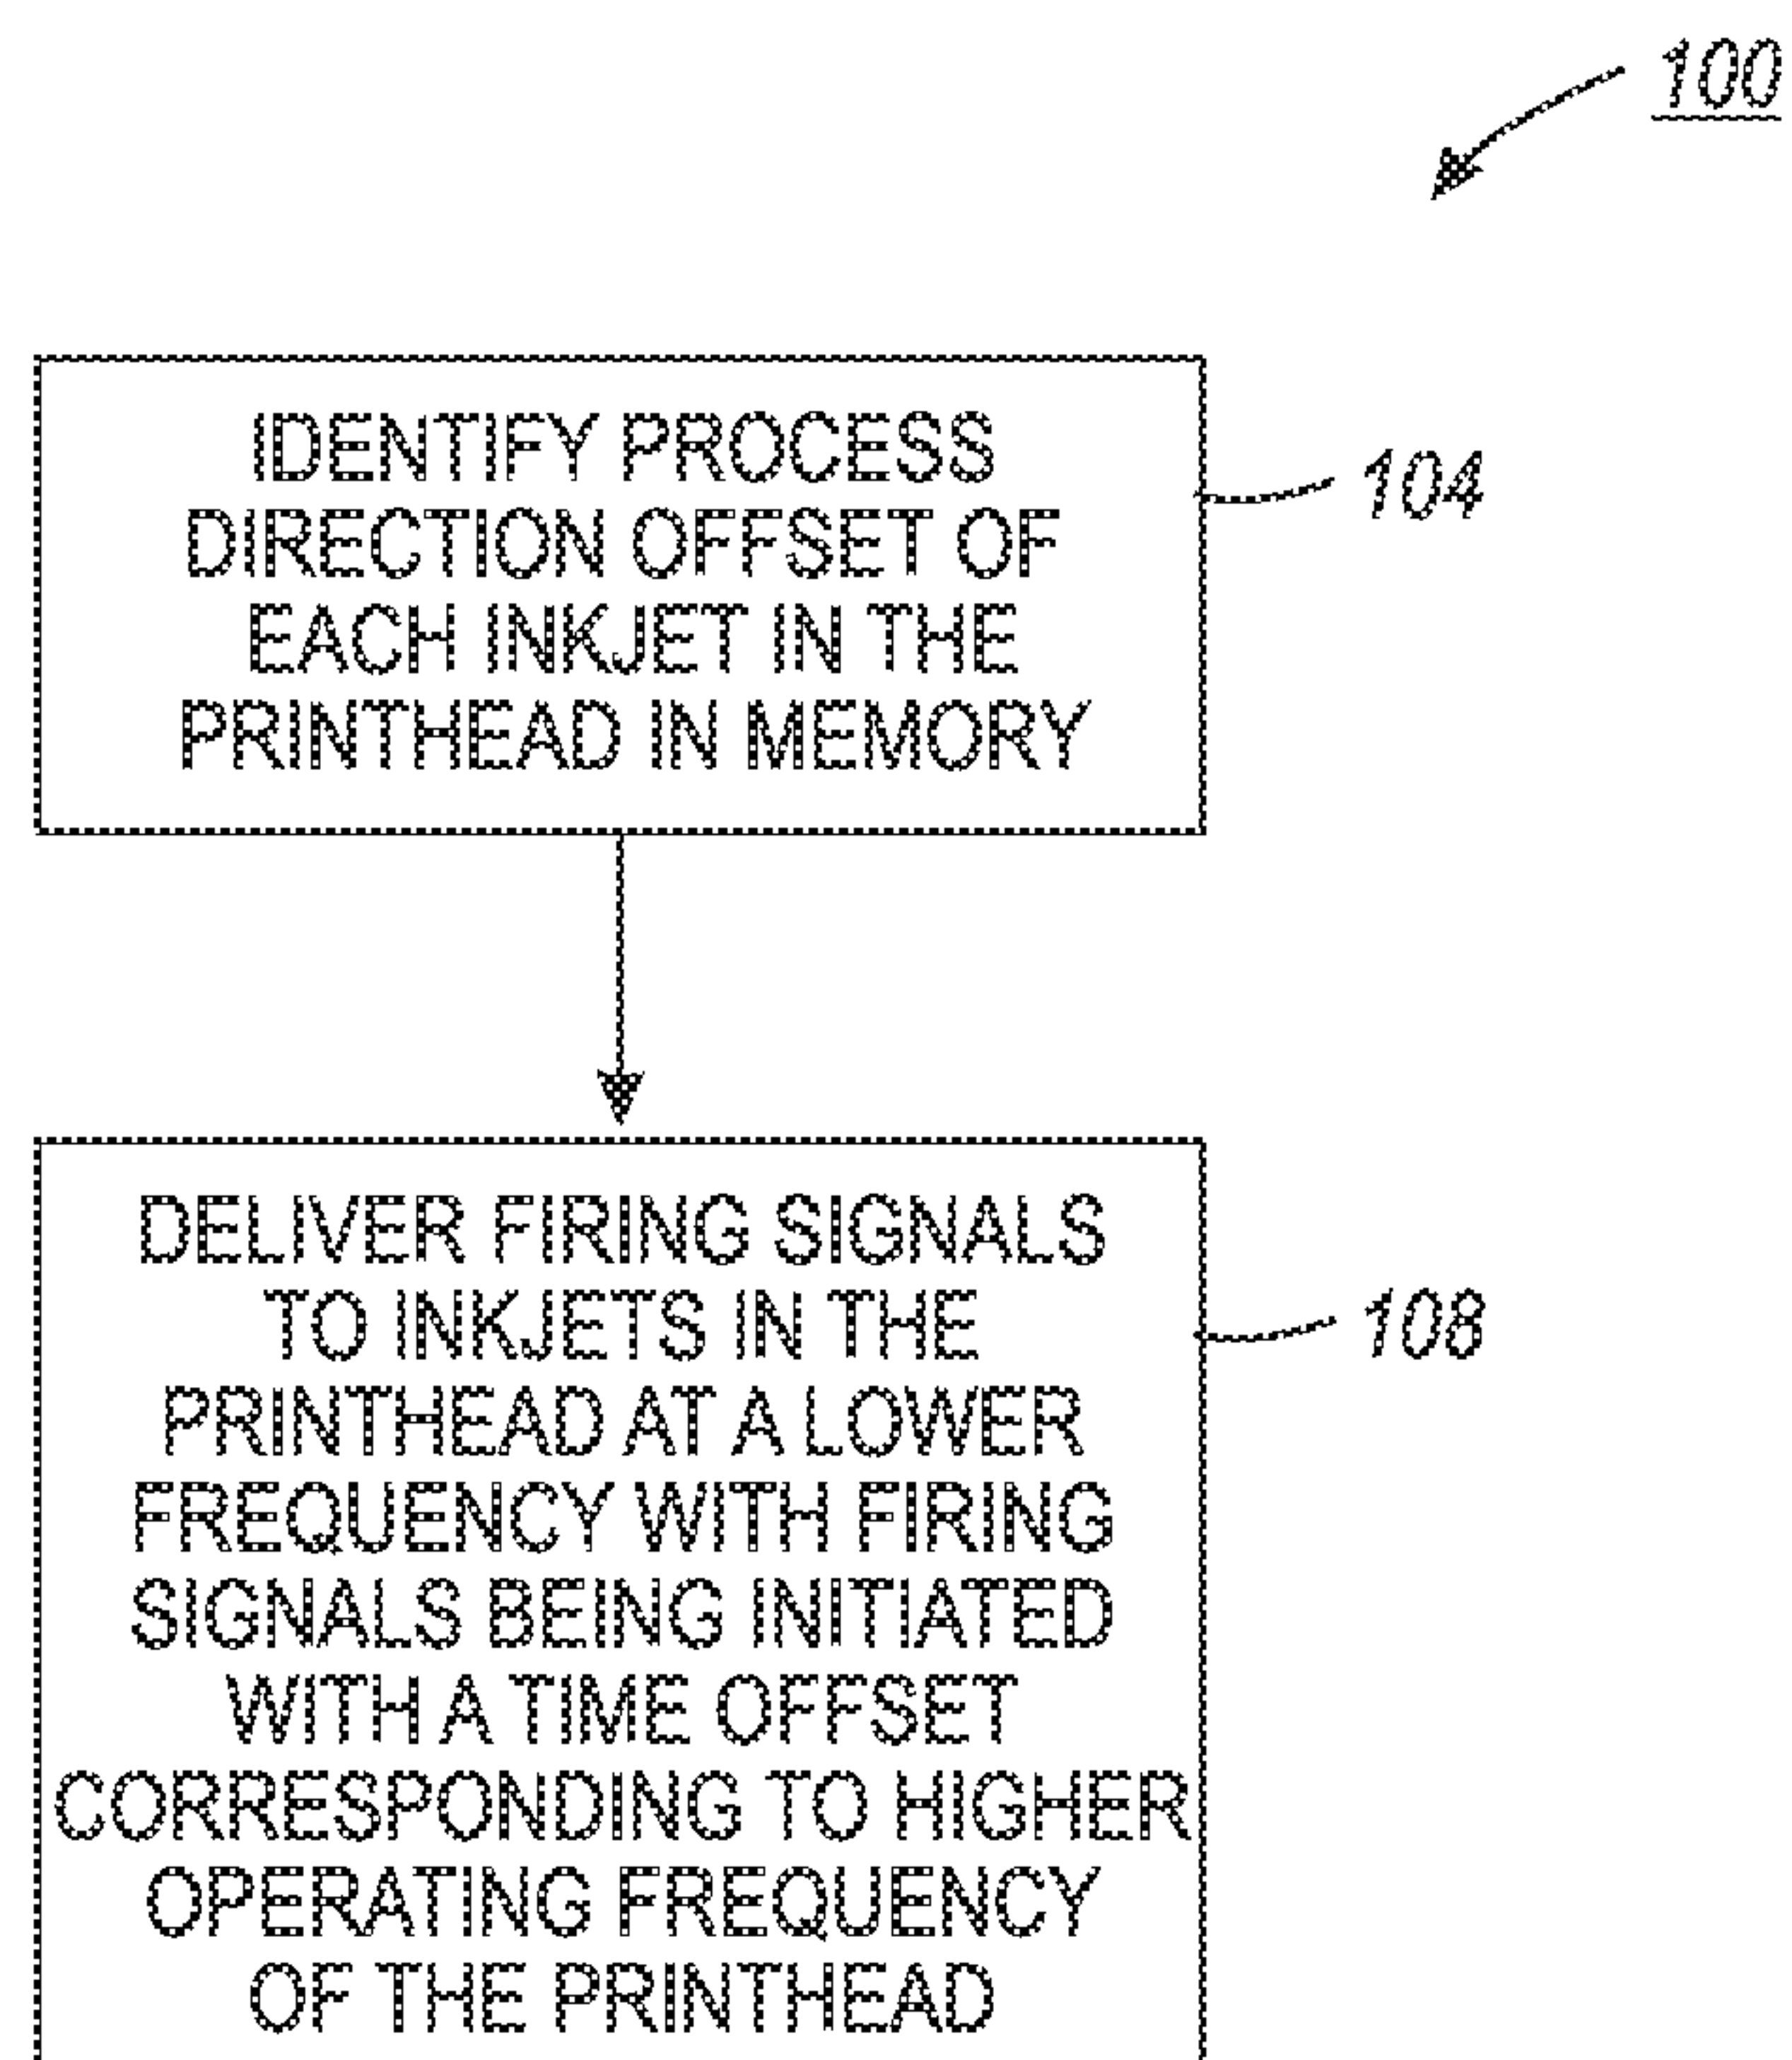 100
IDENTIFY PROCESS
DIRECTION OFFSET OF
EACH INKJET IN THE
PRINTHEAD IN MEMORY
104
DELIVER FIRING SIGNALS
TO INKJETS IN THE
PRINTHEAD AT A LOWER
FREQUENCY WITH FIRING
SIGNALS BEING INITIATED
WITH A TIME OFFSET
CORRESPONDING TO HIGHER
OPERATING FREQUENCY
OF THE PRINTHEAD
108